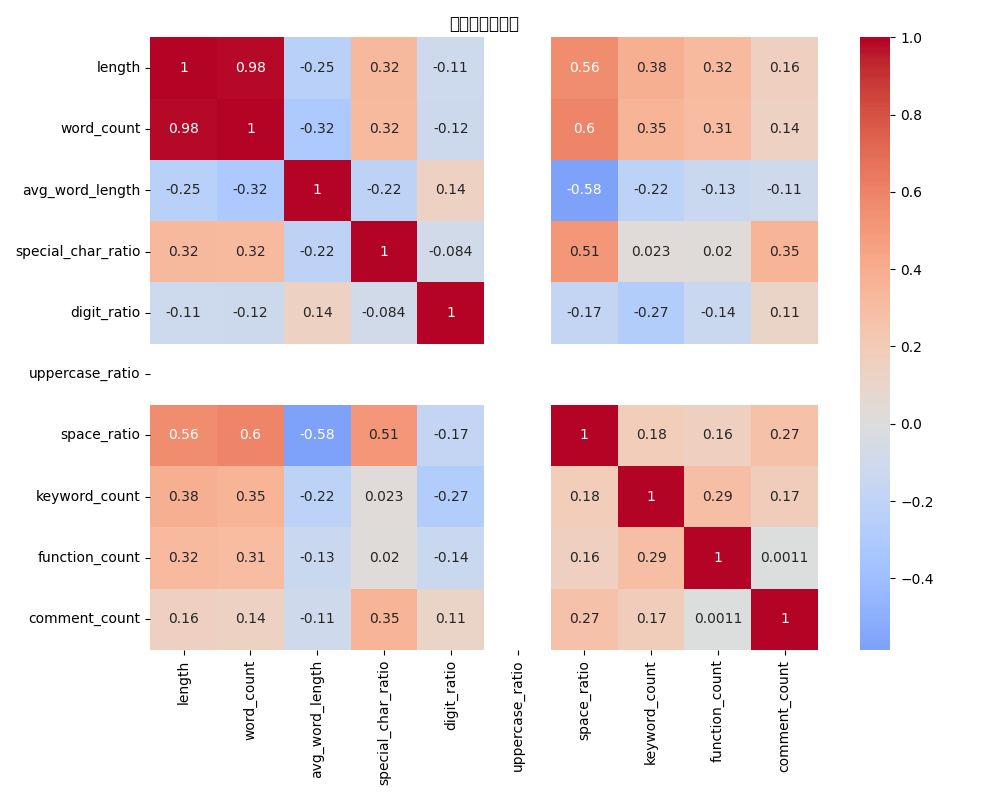 length 1 0.98 -0.25 0.32 -0.11 0.56 0.38 0.32 0.16
word_count 0.98 1 -0.32 0.32 -0.12 0.6 0.35 0.31 0.14
avg_word_length -0.25 -0.32 1 -0.22 0.14 -0.58 -0.22 -0.13 -0.11
special_char_ratio 0.32 0.32 -0.22 1 -0.084 0.51 0.023 0.02 0.35
digit_ratio -0.11 -0.12 0.14 -0.084 1 -0.17 -0.27 -0.14 0.11
uppercase_ratio
space_ratio 0.56 0.6 -0.58 0.51 -0.17 1 0.18 0.16 0.27
keyword_count 0.38 0.35 -0.22 0.023 -0.27 0.18 1 0.29 0.17
function_count 0.32 0.31 -0.13 0.02 -0.14 0.16 0.29 1 0.0011
comment_count 0.16 0.14 -0.11 0.35 0.11 0.27 0.17 0.0011 1
length
word_count
avg_word_length
special_char_ratio
digit_ratio
uppercase_ratio
space_ratio
keyword_count
function_count
comment_count
1.0
0.8
0.6
0.4
0.2
0.0
−0.2
−0.4